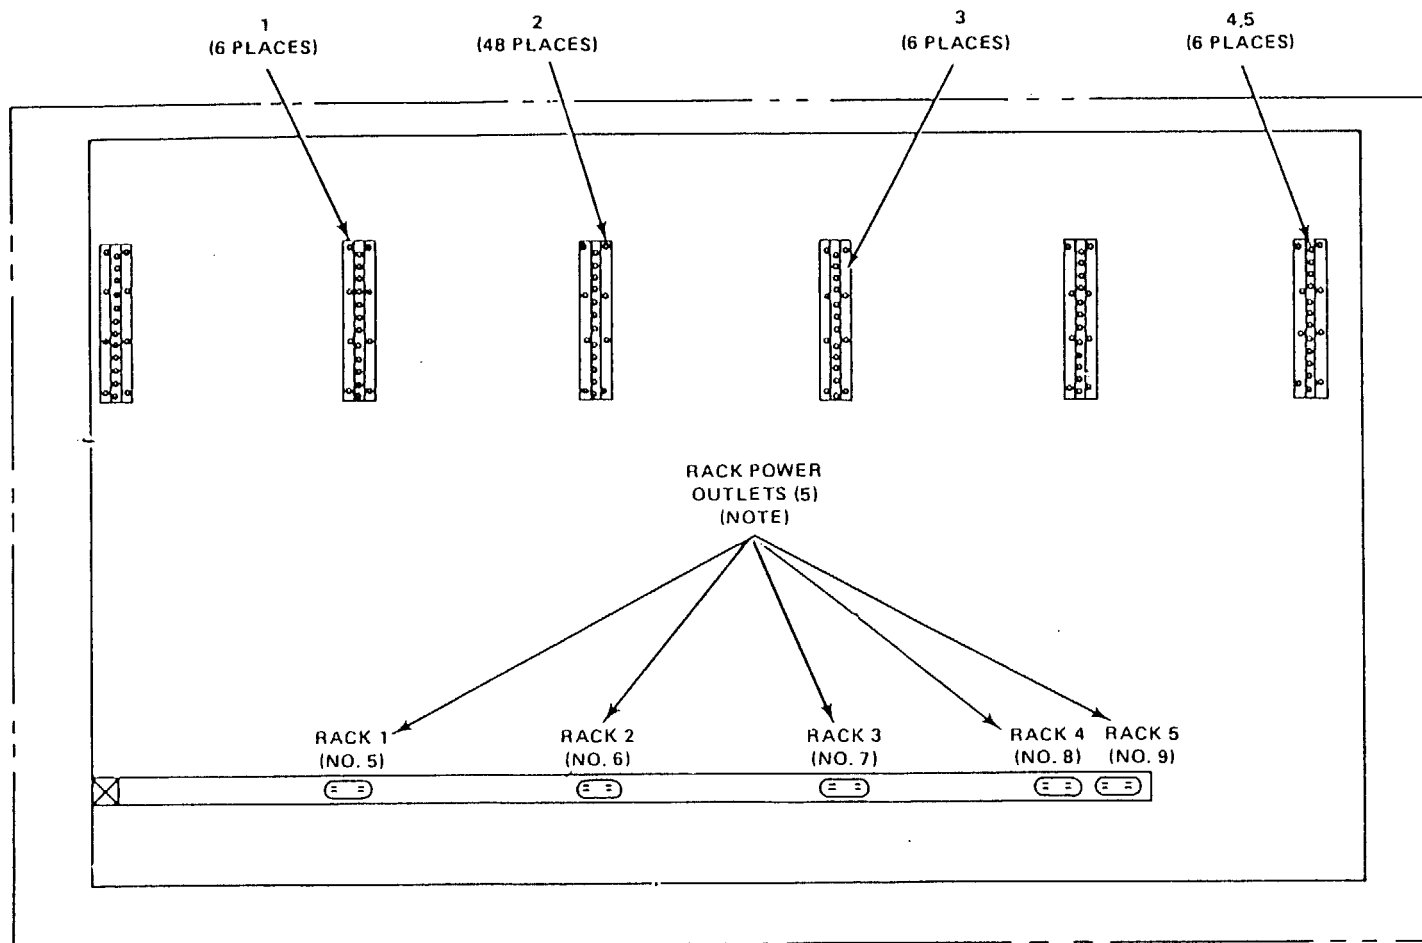 1
(6 PLACES)
2
(48 PLACES)
3
(6 PLACES)
4,5
(6 PLACES)
RACK POWER
OUTLETS (5)
(NOTE)
RACK 1
(NO. 5)
RACK 2
(NO. 6)
RACK 3
(NO. 7)
RACK 4
(NO. 8)
RACK 5
(NO. 9)